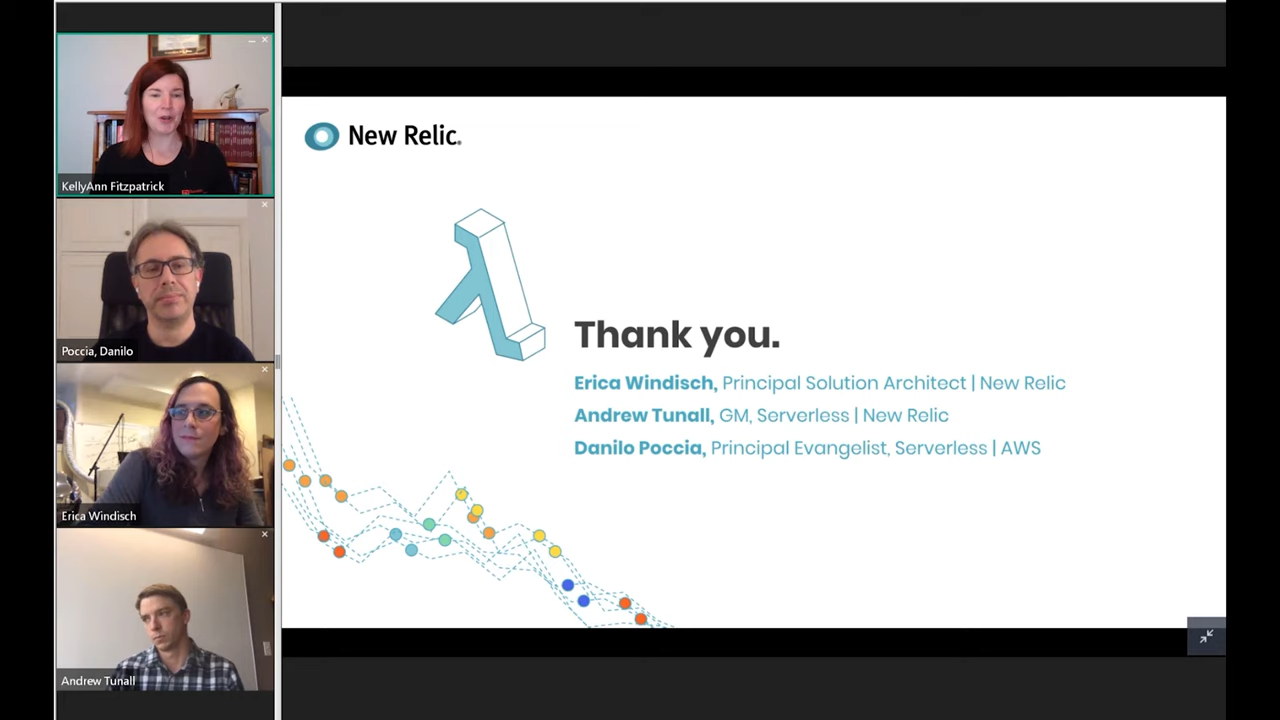 KellyAnn Fitzpatrick
Poccia, Danilo
Erica Windisch
Andrew Tunall
New Relic.
Thank you.
Erica Windisch, Principal Solution Architect | New Relic
Andrew Tunall, GM, Serverless | New Relic
Danilo Poccia, Principal Evangelist, Serverless | AWS